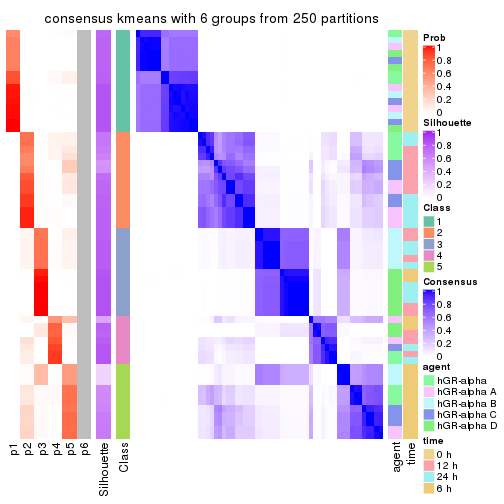 consensus kmeans with 6 groups from 250 partitions
Prob
1
0.8
0.6
0.4
0.2
0
Silhouette
1
0.8
0.6
0.4
0.2
0
Class
1
2
3
4
5
Consensus
1
0.8
0.6
0.4
0.2
0
agent
hGR-alpha
hGR-alpha A
hGR-alpha B
hGR-alpha C
hGR-alpha D
time
0 h
12 h
24 h
6 h
p1
p2
p3
p4
p5
p6
Silhouette
Class
agent
time